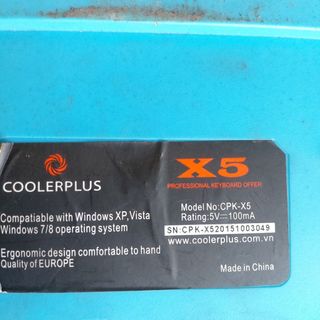 COOLERPLUS
Compatiable with Windows XP,Vista
Windows 7/8 operating system
Ergonomic design comfortable to hand
Quality of EUROPE
X5
PROFESSIONAL KEYBOARD OFFER
Model No:CPK-X5
Rating:5V⎓100mA
SN:CPK-X520151003049
www.coolerplus.com.vn
Made in China